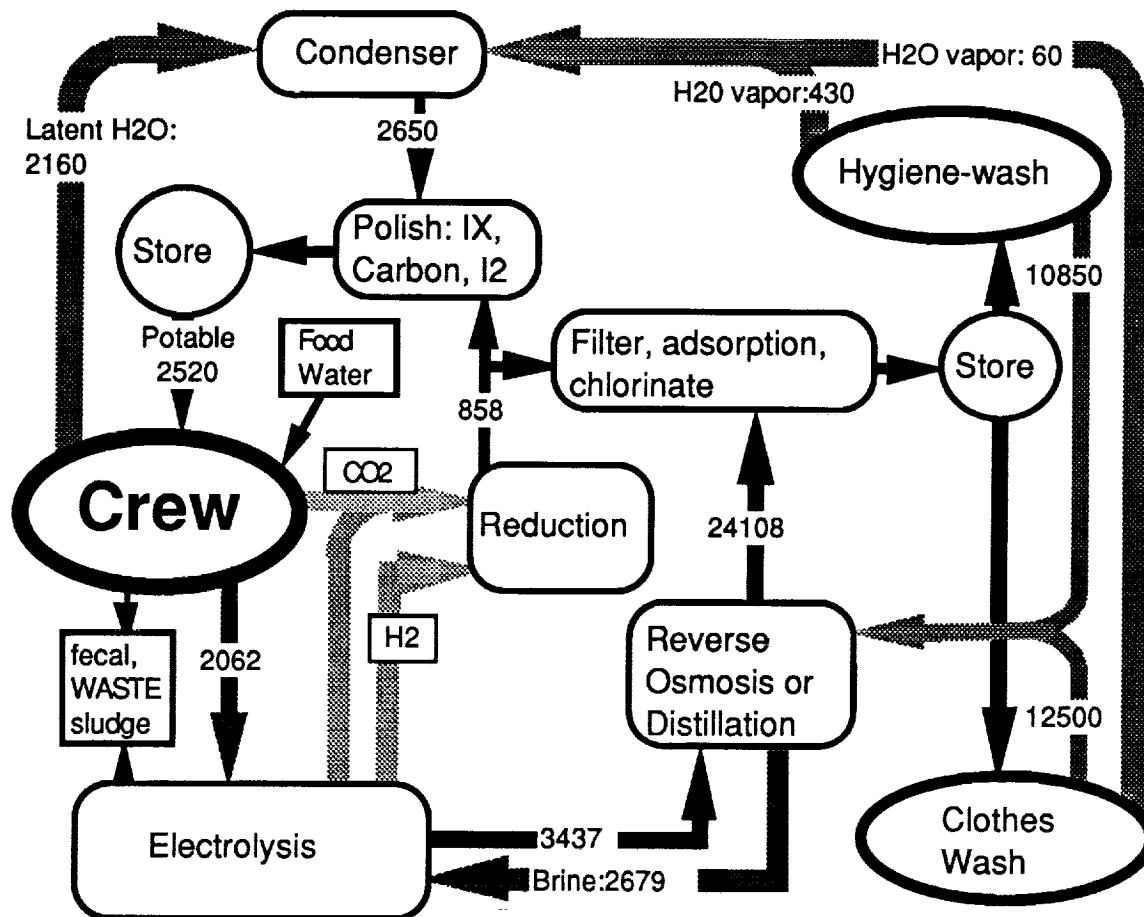 Condenser
H2O vapor: 60
H20 vapor:430
Latent H2O:
2160
2650
Hygiene-wash
Polish: IX,
Carbon, I2
Store
10850
Potable
2520
Food
Water
Filter, adsorption,
chlorinate
Store
858
CO2
Crew
Reduction
24108
H2
2062
fecal,
WASTE
sludge
Reverse
Osmosis or
Distillation
12500
Electrolysis
3437
Brine:2679
Clothes
Wash